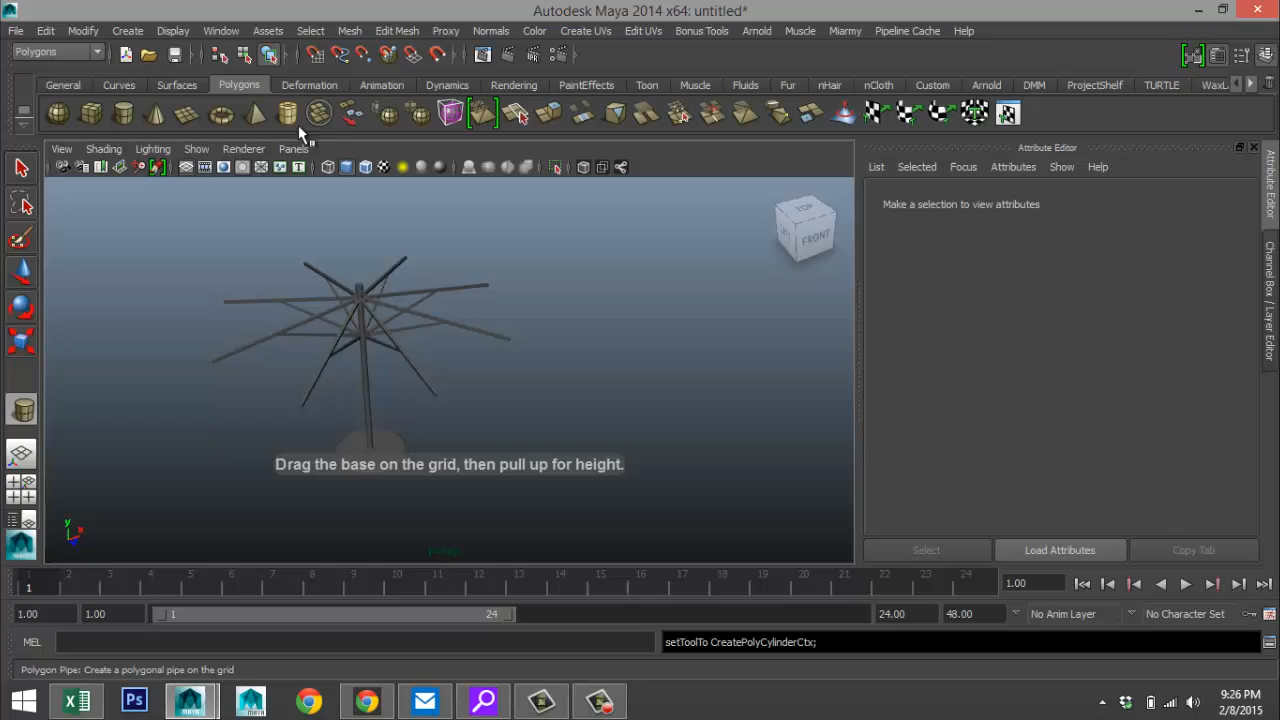 Autodesk Maya 2014 x64: untitled*
File Edit Modify Create Display Window Assets Select Mesh Edit Mesh Proxy Normals Color Create UVs Edit UVs Bonus Tools Arnold Muscle Miarmy Pipeline Cache Help
Polygons
General Curves Surfaces Polygons Deformation Animation Dynamics Rendering PaintEffects Toon Muscle Fluids Fur nHair nCloth Custom Arnold DMM ProjectShelf TURTLE WaxLa
View Shading Lighting Show Renderer Panels
Attribute Editor
List Selected Focus Attributes Show Help
Make a selection to view attributes
TOP
FRONT
Attribute Editor
Channel Box / Layer Editor
Drag the base on the grid, then pull up for height.
y
x
persp
Select Load Attributes Copy Tab
1 2 3 4 5 6 7 8 9 10 11 12 13 14 15 16 17 18 19 20 21 22 23 24
1
1.00
1.00 1.00 1 24 24.00 48.00 No Anim Layer No Character Set
MEL setToolTo CreatePolyCylinderCtx;
Polygon Pipe: Create a polygonal pipe on the grid
9:26 PM
2/8/2015